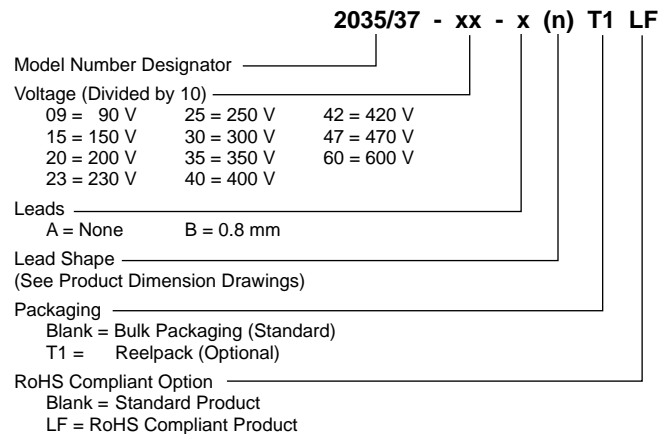 2035/37 - xx - x (n) T1 LF
Model Number Designator
Voltage (Divided by 10)
09 = 90 V 25 = 250 V 42 = 420 V
15 = 150 V 30 = 300 V 47 = 470 V
20 = 200 V 35 = 350 V 60 = 600 V
23 = 230 V 40 = 400 V
Leads
A = None B = 0.8 mm
Lead Shape
(See Product Dimension Drawings)
Packaging
Blank = Bulk Packaging (Standard)
T1 = Reelpack (Optional)
RoHS Compliant Option
Blank = Standard Product
LF = RoHS Compliant Product